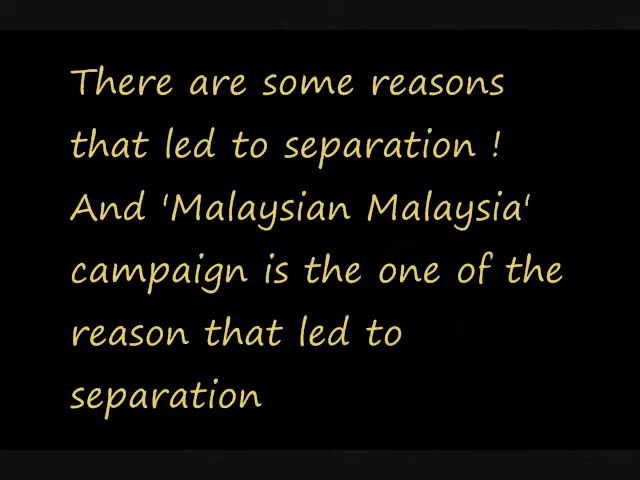 There are some reasons
that led to separation !
And 'Malaysian Malaysia'
campaign is the one of the
reason that led to
separation